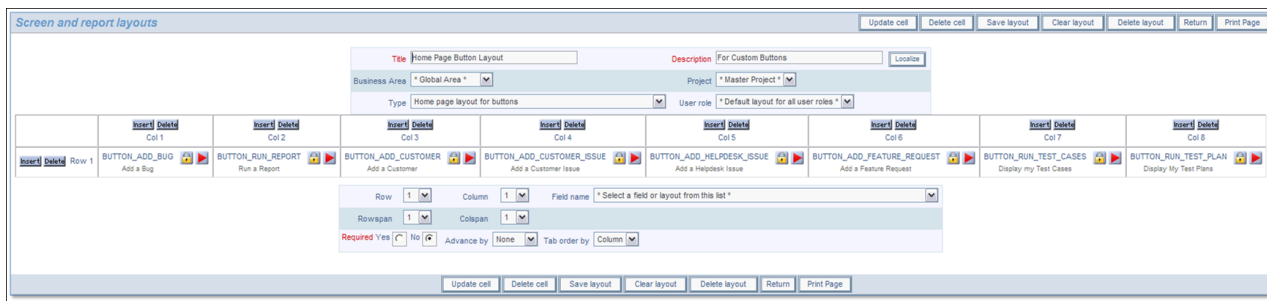 Screen and report layouts Update cell Delete cell Save layout Clear layout Delete layout Return Print Page
Title Home Page Button Layout Description For Custom Buttons Localize
Business Area * Global Area * Project * Master Project *
Type Home page layout for buttons User role * Default layout for all user roles *
Insert Delete Insert Delete Insert Delete Insert Delete Insert Delete Insert Delete Insert Delete Insert Delete
Col 1 Col 2 Col 3 Col 4 Col 5 Col 6 Col 7 Col 8
Insert Delete Row 1 BUTTON_ADD_BUG BUTTON_RUN_REPORT BUTTON_ADD_CUSTOMER BUTTON_ADD_CUSTOMER_ISSUE BUTTON_ADD_HELPDESK_ISSUE BUTTON_ADD_FEATURE_REQUEST BUTTON_RUN_TEST_CASES BUTTON_RUN_TEST_PLAN
Add a Bug Run a Report Add a Customer Add a Customer Issue Add a Helpdesk Issue Add a Feature Request Display my Test Cases Display My Test Plans
Row 1 Column 1 Field name * Select a field or layout from this list *
Rowspan 1 Colspan 1
Required Yes No Advance by None Tab order by Column
Update cell Delete cell Save layout Clear layout Delete layout Return Print Page